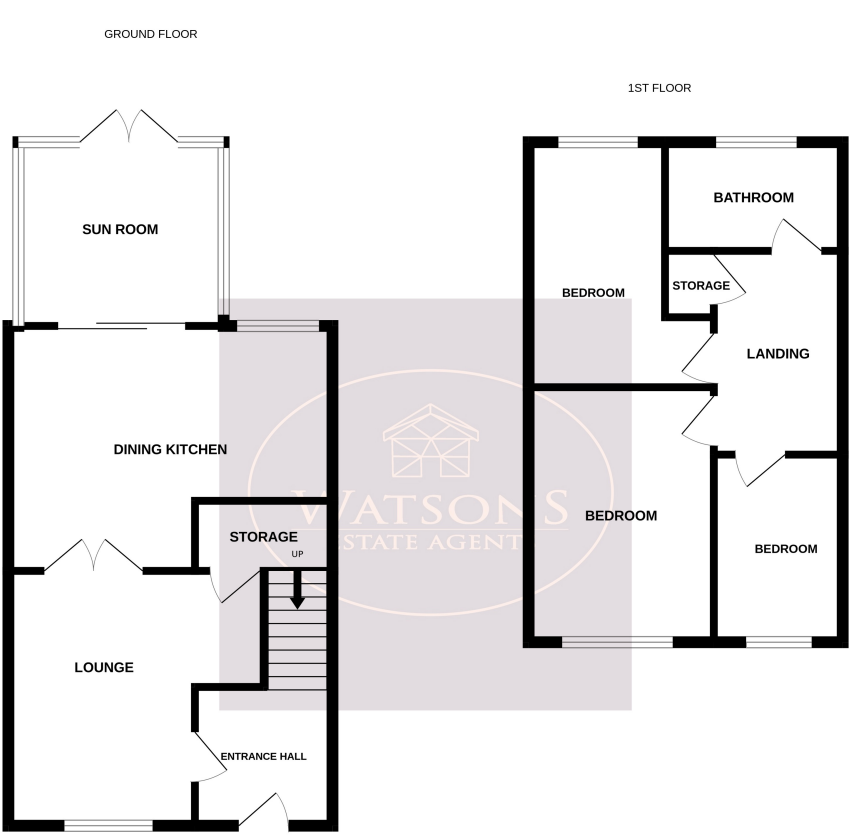 GROUND FLOOR
SUN ROOM
DINING KITCHEN
STORAGE
UP
LOUNGE
ENTRANCE HALL
1ST FLOOR
BATHROOM
BEDROOM
STORAGE
LANDING
BEDROOM
BEDROOM
WATSONS
ESTATE AGENTS